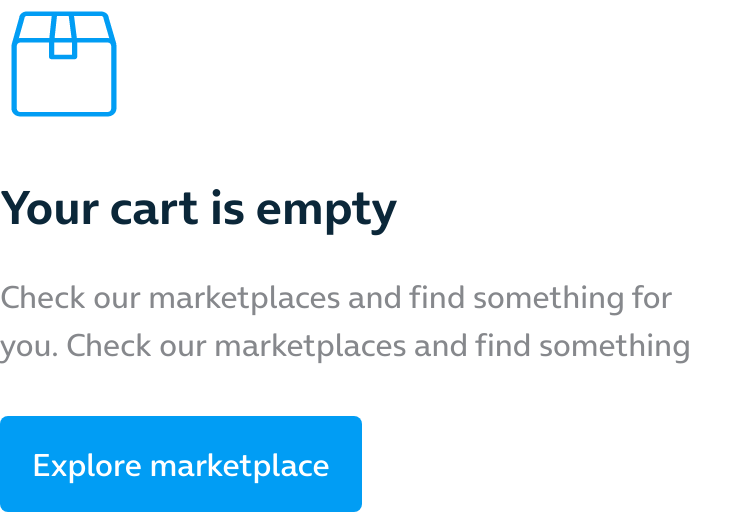 Your cart is empty
Check our marketplaces and find something for
you. Check our marketplaces and find something
Explore marketplace